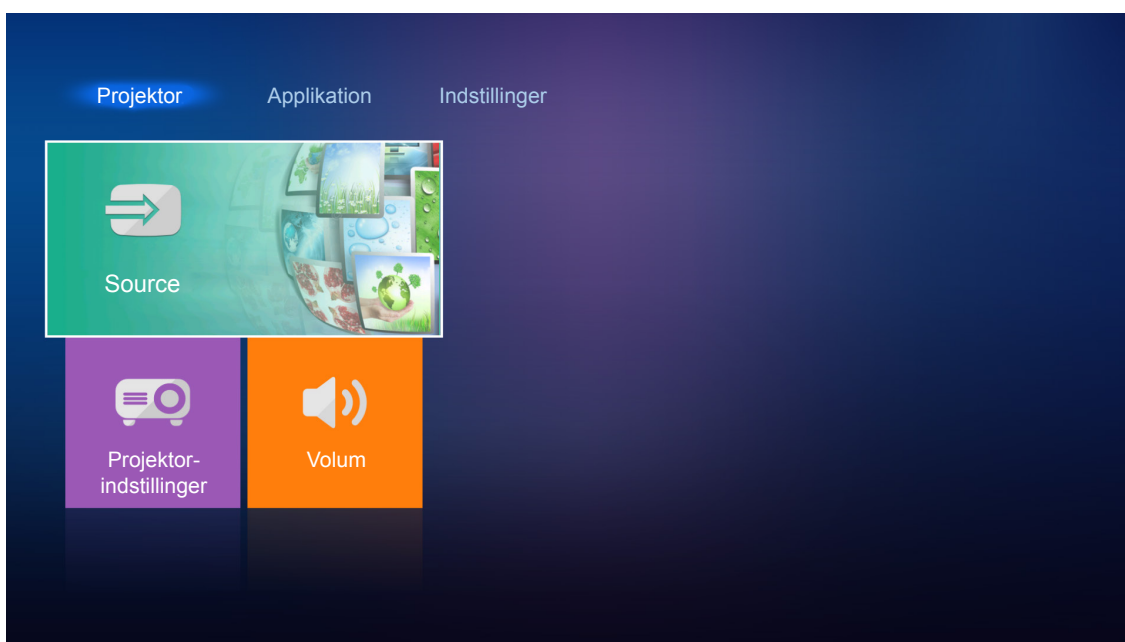 Projektor Applikation Indstillinger
Source
Projektor-
indstillinger
Volum